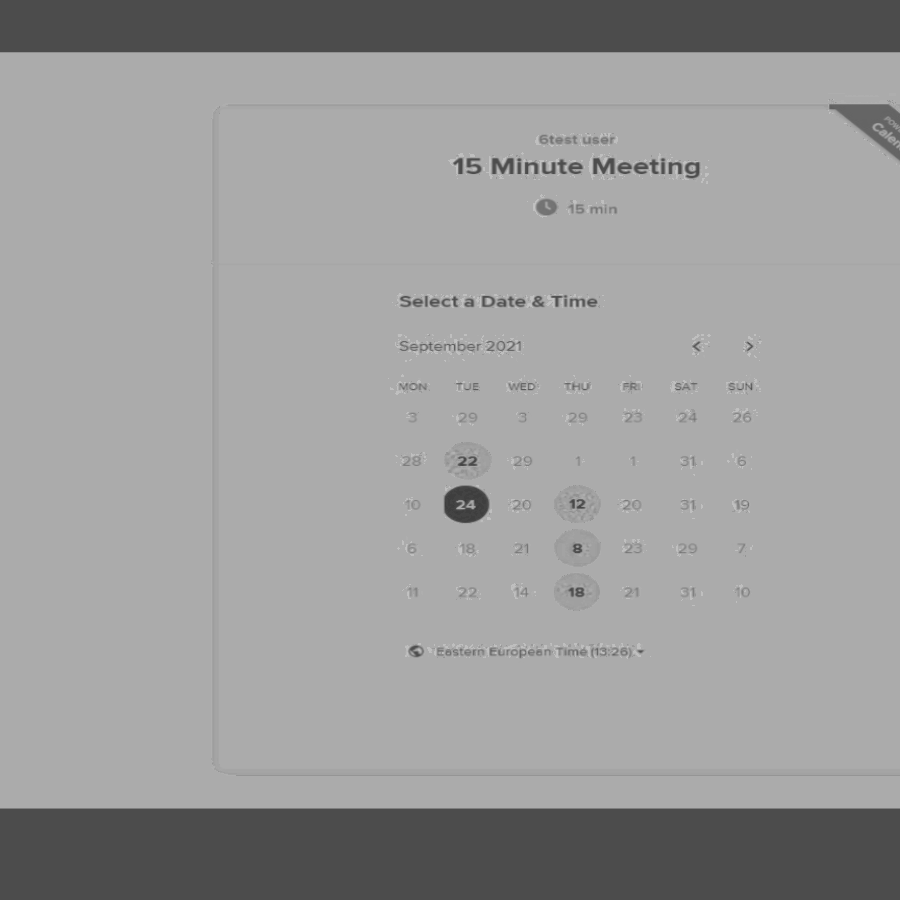 6test user
15 Minute Meeting
15 min
Select a Date & Time
September 2021
MON TUE WED THU FRI SAT SUN
3 29 3 29 23 24 26
28 22 29 1 1 31 6
10 24 20 12 20 31 19
6 18 21 8 23 29 7
11 22 14 18 21 31 10
Eastern European Time (13:26)